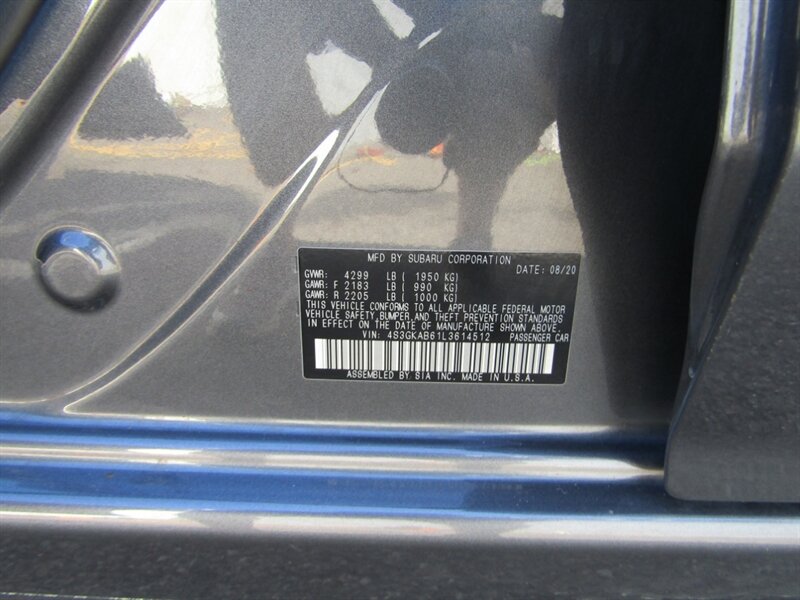 MFD BY SUBARU CORPORATION
DATE: 08/20
GVWR: 4299 LB ( 1950 KG)
GAWR: F 2183 LB ( 990 KG)
GAWR: R 2205 LB ( 1000 KG)
THIS VEHICLE CONFORMS TO ALL APPLICABLE FEDERAL MOTOR
VEHICLE SAFETY,BUMPER,AND THEFT PREVENTION STANDARDS
IN EFFECT ON THE DATE OF MANUFACTURE SHOWN ABOVE.
VIN: 4S3GKAB61L3614512 PASSENGER CAR
ASSEMBLED BY SIA INC. MADE IN U.S.A.